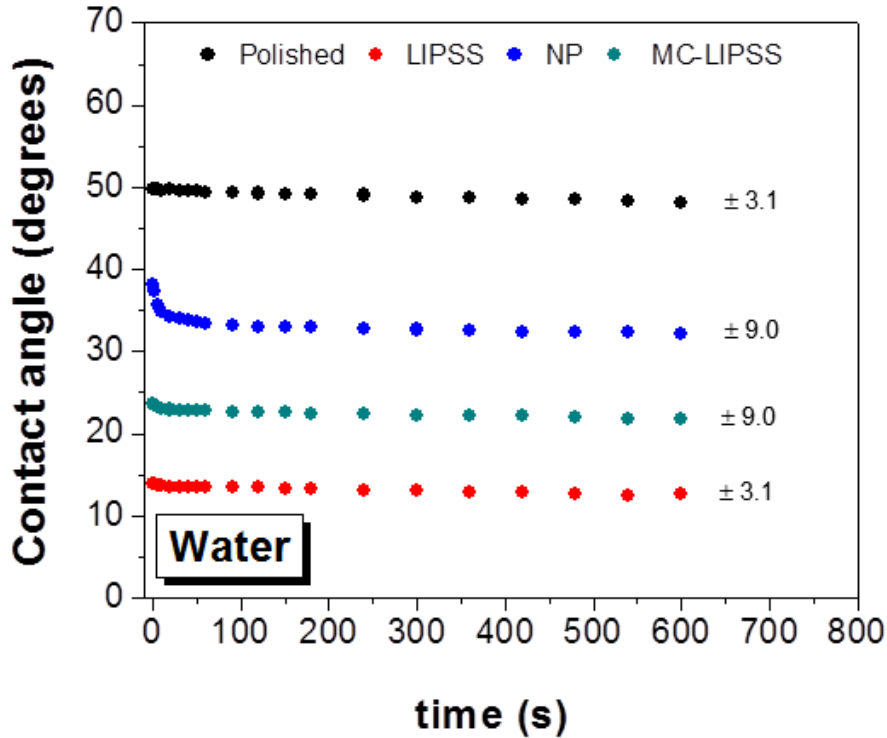 70
60
50
40
30
20
10
0
Contact angle (degrees)
Polished LIPSS NP MC-LIPSS
± 3.1
± 9.0
± 9.0
± 3.1
Water
0 100 200 300 400 500 600 700 800
time (s)